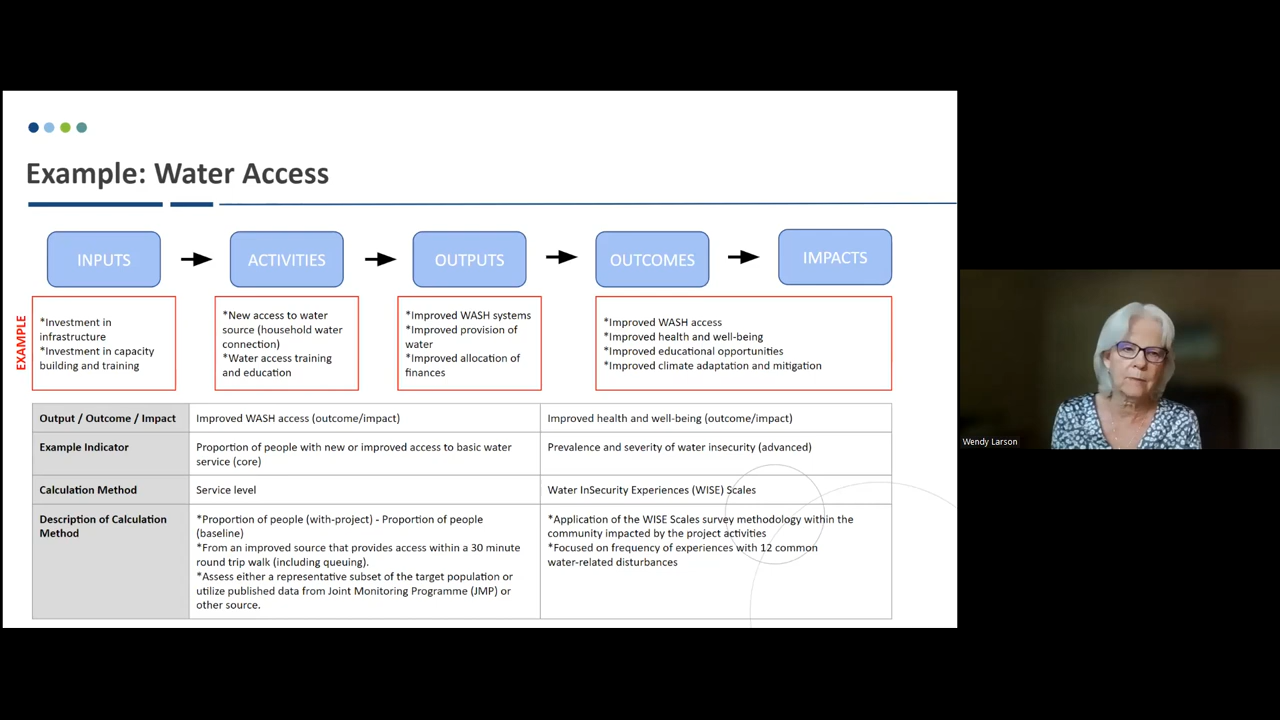 Example: Water Access
INPUTS
ACTIVITIES
OUTPUTS
OUTCOMES
IMPACTS
EXAMPLE
*Investment in
infrastructure
*Investment in capacity
building and training
*New access to water
source (household water
connection)
*Water access training
and education
*Improved WASH systems
*Improved provision of
water
*Improved allocation of
finances
*Improved WASH access
*Improved health and well-being
*Improved educational opportunities
*Improved climate adaptation and mitigation
Output / Outcome / Impact
Improved WASH access (outcome/impact)
Improved health and well-being (outcome/impact)
Example Indicator
Proportion of people with new or improved access to basic water
service (core)
Prevalence and severity of water insecurity (advanced)
Calculation Method
Service level
Water InSecurity Experiences (WISE) Scales
Description of Calculation
Method
*Proportion of people (with-project) - Proportion of people
(baseline)
*From an improved source that provides access within a 30 minute
round trip walk (including queuing).
*Assess either a representative subset of the target population or
utilize published data from Joint Monitoring Programme (JMP) or
other source.
*Application of the WISE Scales survey methodology within the
community impacted by the project activities
*Focused on frequency of experiences with 12 common
water-related disturbances
Wendy Larson